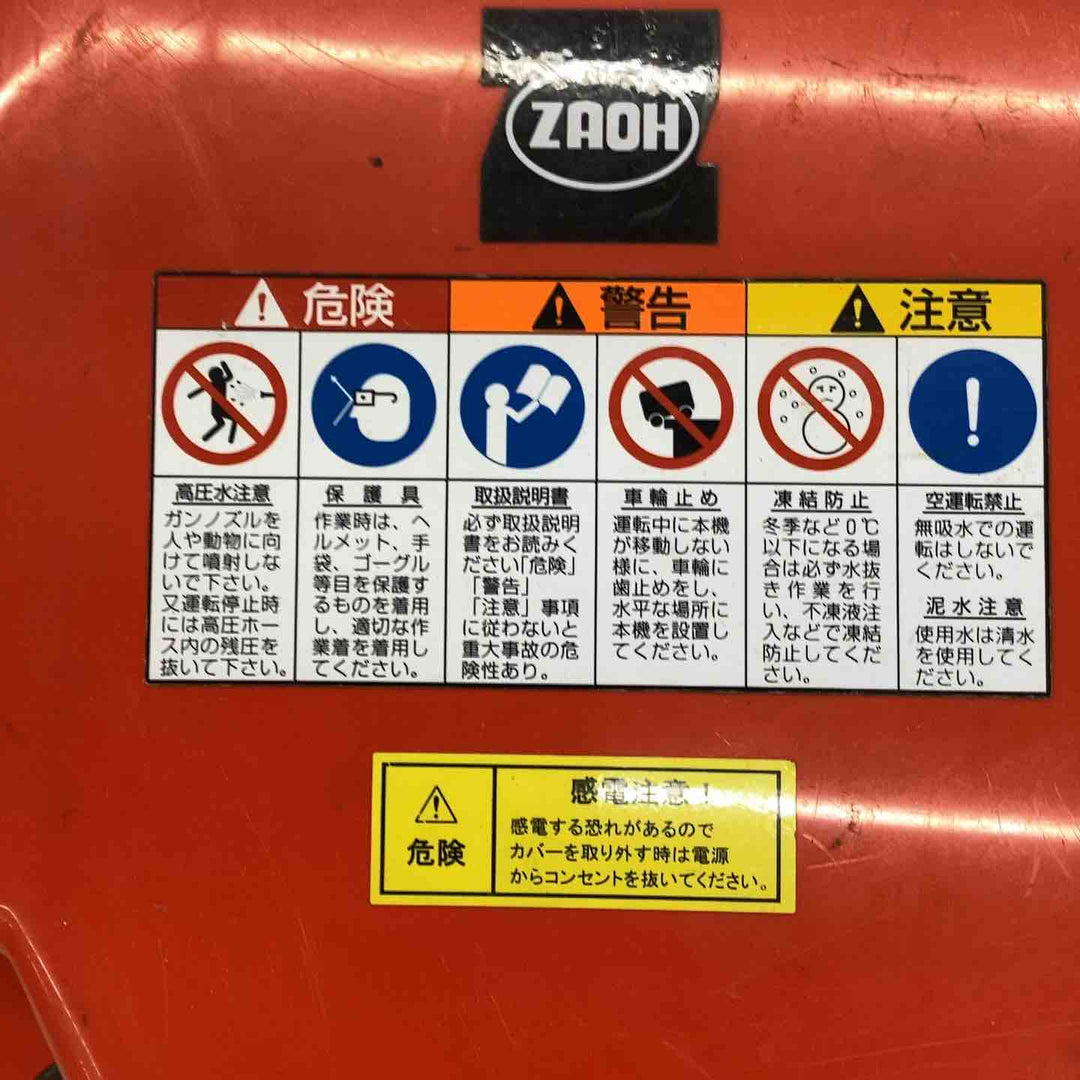 ZAOH
危険
警告
注意
高圧水注意
ガンノズルを
人や動物に向
けて噴射しな
いで下さい。
又運転停止時
には高圧ホー
ス内の残圧を
抜いて下さい。
保護具
作業時は、ヘ
ルメット、手
袋、ゴーグル
等目を保護す
るものを着用
し、適切な作
業着を着用し
てください。
取扱説明書
必ず取扱説明
書をお読みく
ださい「危険」
「警告」
「注意」事項
に従わないと
重大事故の危
険性あり。
車輪止め
運転中に本機
が移動しない
様に、車輪に
歯止めをし、
水平な場所に
本機を設置し
てください。
凍結防止
冬季など0℃
以下になる場
合は必ず水抜
き作業を行
い、不凍液注
入などで凍結
防止してくだ
さい。
空運転禁止
無吸水での運
転はしないで
ください。
泥水注意
使用水は清水
を使用してく
ださい。
危険
感電注意！
感電する恐れがあるので
カバーを取り外す時は電源
からコンセントを抜いてください。